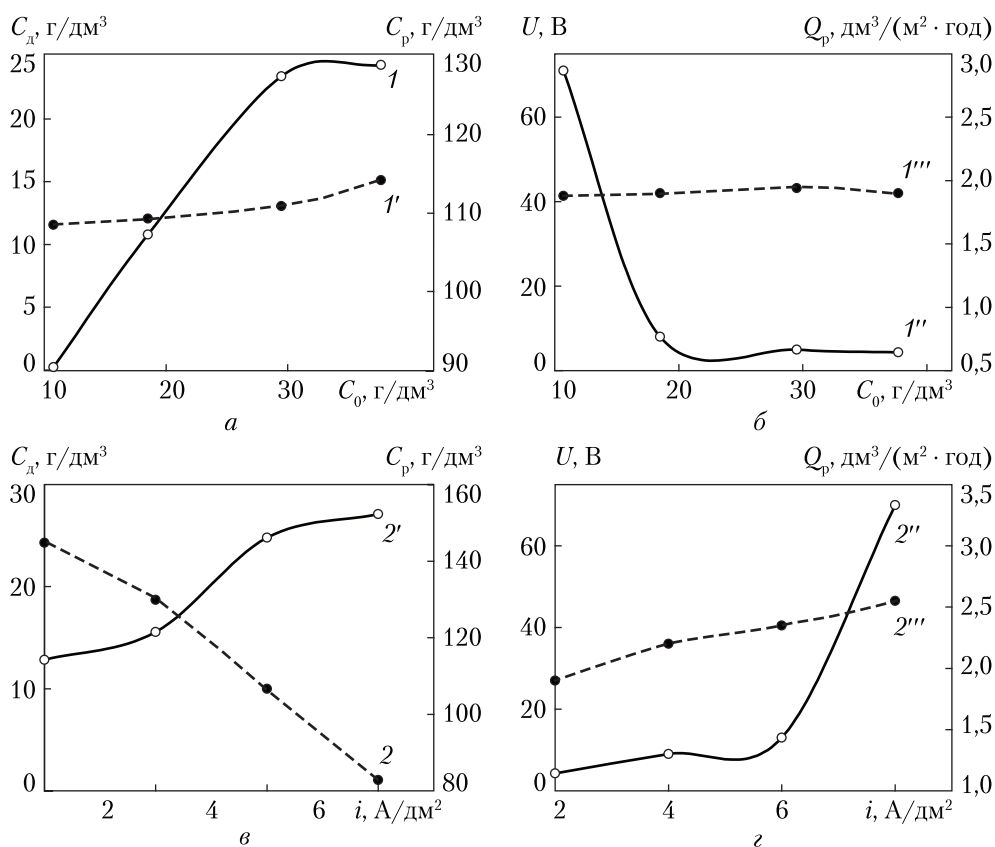 C_д, г/дм³ C_р, г/дм³
25 130
1
20 120
15
1′ 110
10
100
5
0 90
10 20 30 C₀, г/дм³
а
U, В Q_р, дм³/(м² · год)
3,0
60 2,5
1‴
2,0
40
1,5
20 1,0
1″
0 0,5
10 20 30 C₀, г/дм³
б
C_д, г/дм³ C_р, г/дм³
30 160
2′
140
20
120
10 100
2
0 80
2 4 6 i, А/дм²
в
U, В Q_р, дм³/(м² · год)
3,5
60 2″ 3,0
2,5
40 2‴
2,0
20 1,5
0 1,0
2 4 6 i, А/дм²
г